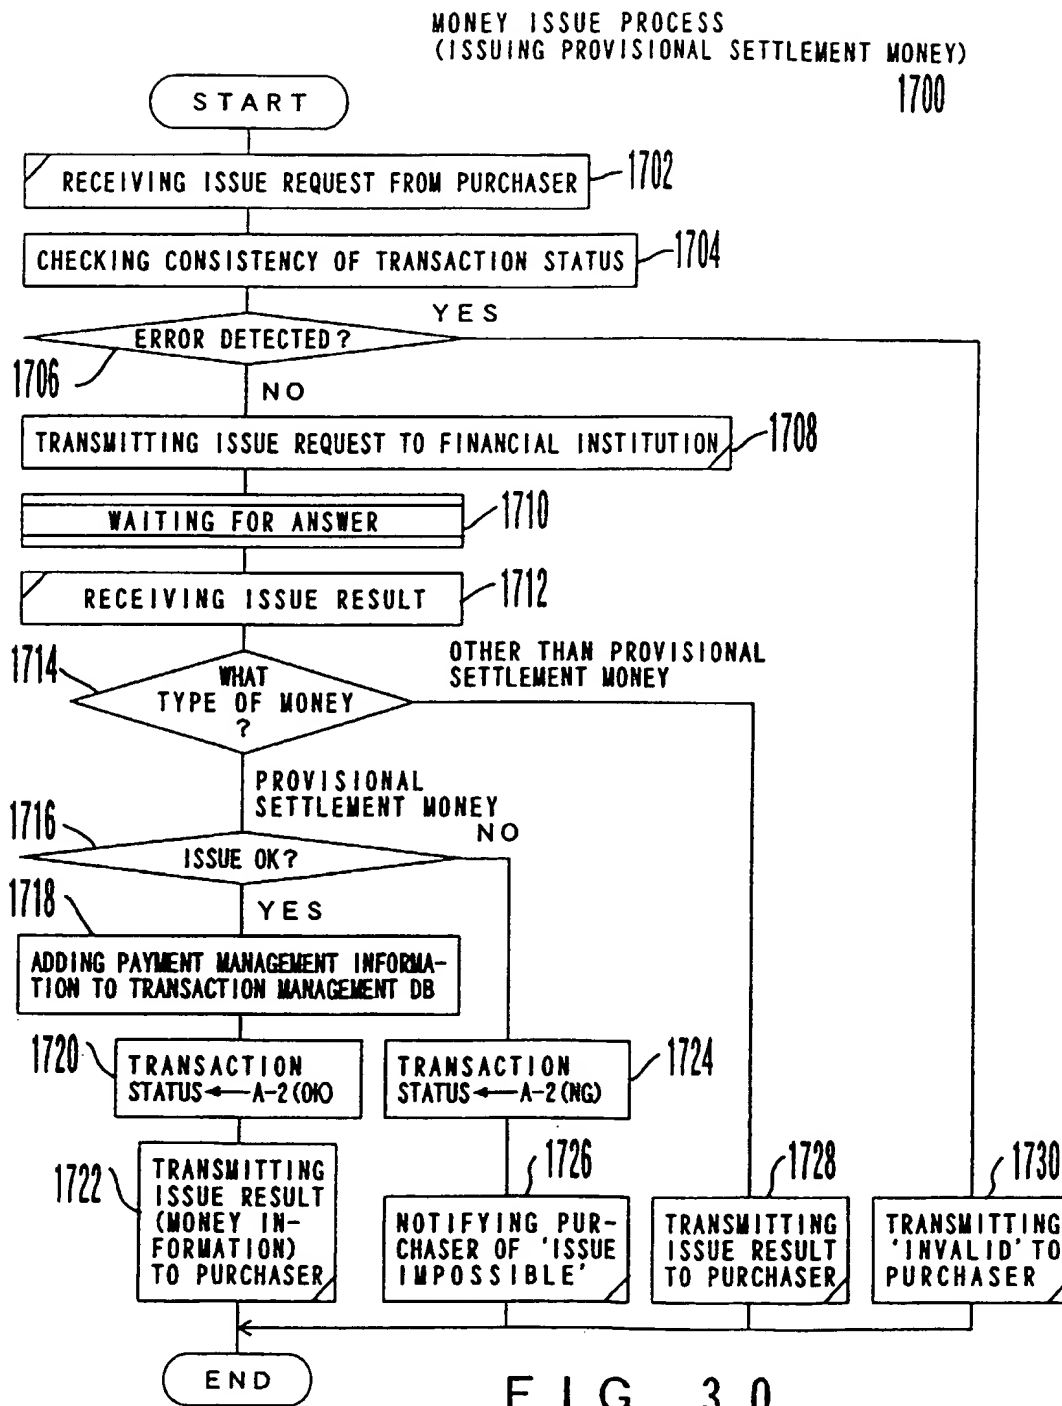 MONEY ISSUE PROCESS
(ISSUING PROVISIONAL SETTLEMENT MONEY)
1700
START
RECEIVING ISSUE REQUEST FROM PURCHASER
1702
CHECKING CONSISTENCY OF TRANSACTION STATUS
1704
YES
ERROR DETECTED?
1706
NO
TRANSMITTING ISSUE REQUEST TO FINANCIAL INSTITUTION
1708
WAITING FOR ANSWER
1710
RECEIVING ISSUE RESULT
1712
1714
WHAT
TYPE OF MONEY
?
OTHER THAN PROVISIONAL
SETTLEMENT MONEY
PROVISIONAL
SETTLEMENT MONEY
1716
NO
ISSUE OK?
1718
YES
ADDING PAYMENT MANAGEMENT INFORMA-
TION TO TRANSACTION MANAGEMENT DB
1720
TRANSACTION
STATUS ← A-2(OK)
TRANSACTION
STATUS ← A-2(NG)
1724
1722
TRANSMITTING
ISSUE RESULT
(MONEY IN-
FORMATION)
TO PURCHASER
1726
NOTIFYING PUR-
CHASER OF 'ISSUE
IMPOSSIBLE'
1728
TRANSMITTING
ISSUE RESULT
TO PURCHASER
1730
TRANSMITTING
'INVALID' TO
PURCHASER
END
FIG. 30